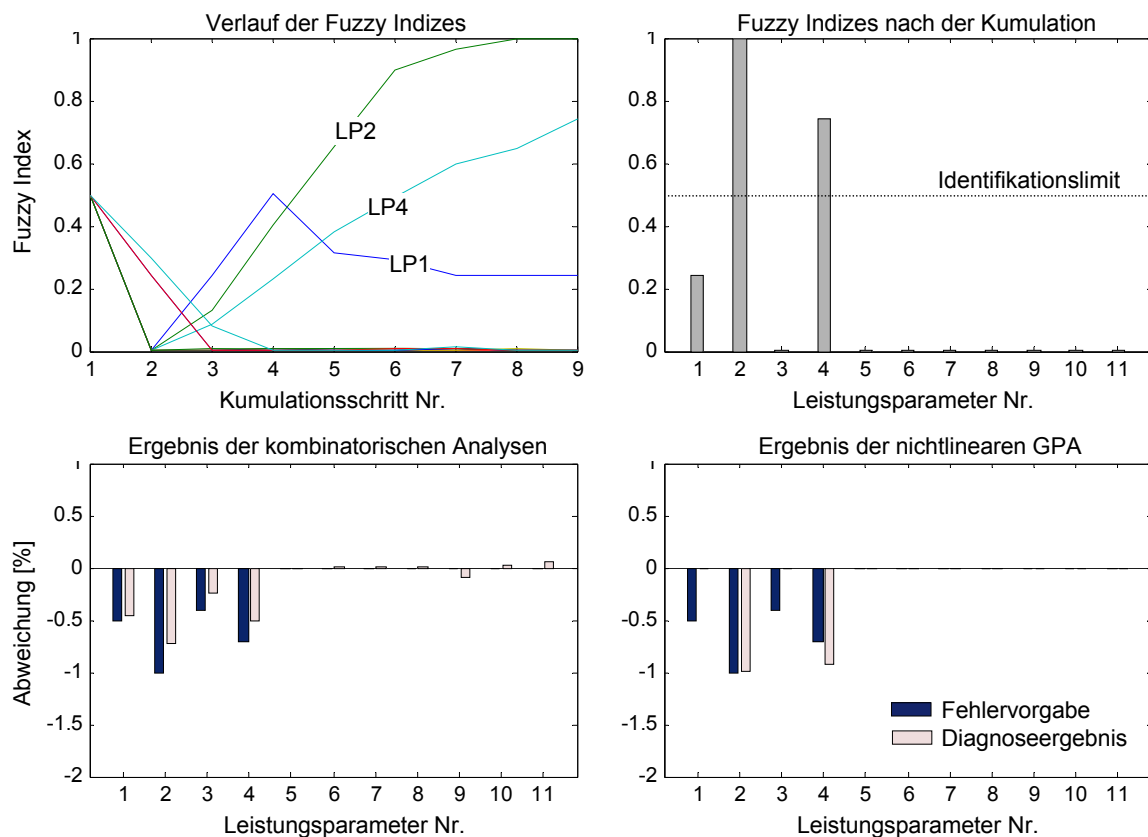 Verlauf der Fuzzy Indizes
1
0.8
0.6
0.4
0.2
0
Fuzzy Index
LP2
LP4
LP1
1 2 3 4 5 6 7 8 9
Kumulationsschritt Nr.
Fuzzy Indizes nach der Kumulation
1
0.8
0.6
0.4
0.2
0
Identifikationslimit
1 2 3 4 5 6 7 8 9 10 11
Leistungsparameter Nr.
Ergebnis der kombinatorischen Analysen
1
0.5
0
-0.5
-1
-1.5
-2
Abweichung [%]
1 2 3 4 5 6 7 8 9 10 11
Leistungsparameter Nr.
Ergebnis der nichtlinearen GPA
1
0.5
0
-0.5
-1
-1.5
-2
Fehlervorgabe
Diagnoseergebnis
1 2 3 4 5 6 7 8 9 10 11
Leistungsparameter Nr.